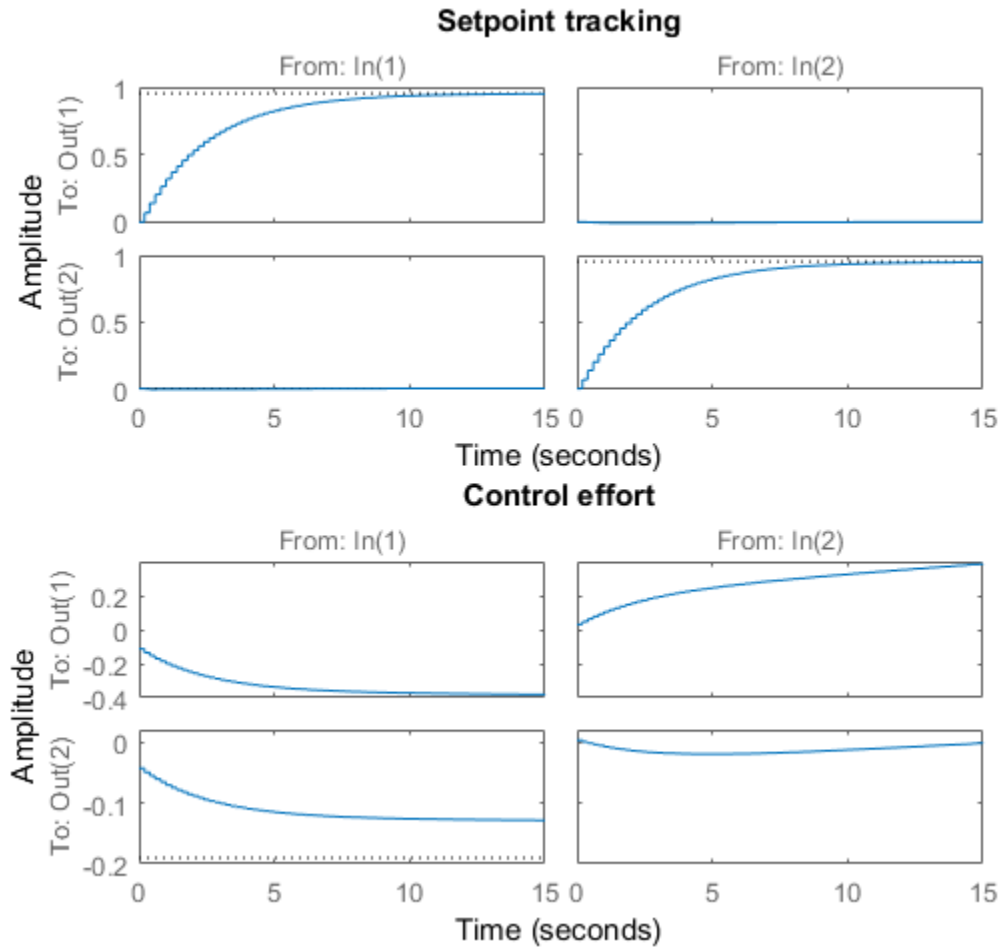 Setpoint tracking
From: In(1)
From: In(2)
Amplitude
To: Out(1)
1
0.5
0
To: Out(2)
1
0.5
0
0
5
10
15
0
5
10
15
Time (seconds)
Control effort
From: In(1)
From: In(2)
Amplitude
To: Out(1)
0.2
0
-0.2
-0.4
To: Out(2)
0
-0.1
-0.2
0
5
10
15
0
5
10
15
Time (seconds)